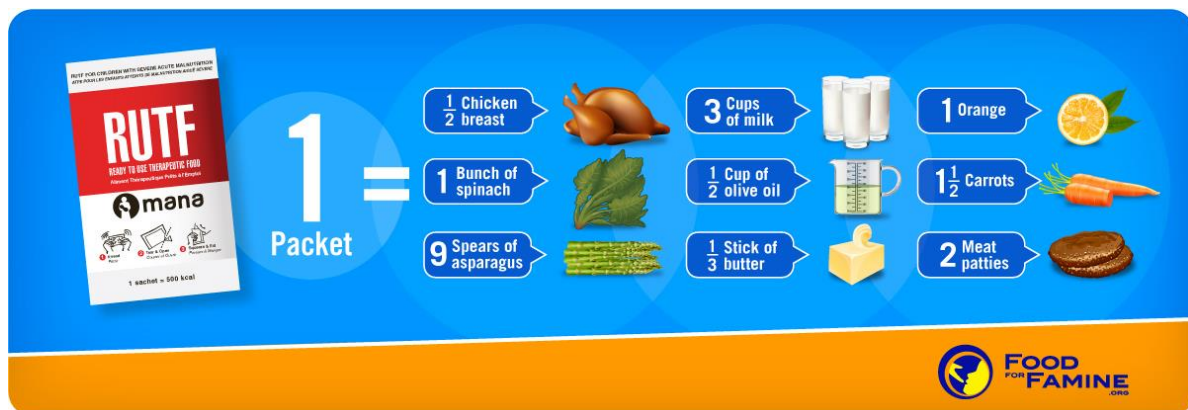 RUTF FOR CHILDREN WITH SEVERE ACUTE MALNUTRITION
RUTF
READY TO USE THERAPEUTIC FOOD
mana
1 sachet = 500 kcal
1
Packet
=
1/2 Chicken
breast
3 Cups
of milk
1 Orange
1 Bunch of
spinach
1/2 Cup of
olive oil
1 1/2 Carrots
9 Spears of
asparagus
1/3 Stick of
butter
2 Meat
patties
FOOD
FOR FAMINE
.ORG